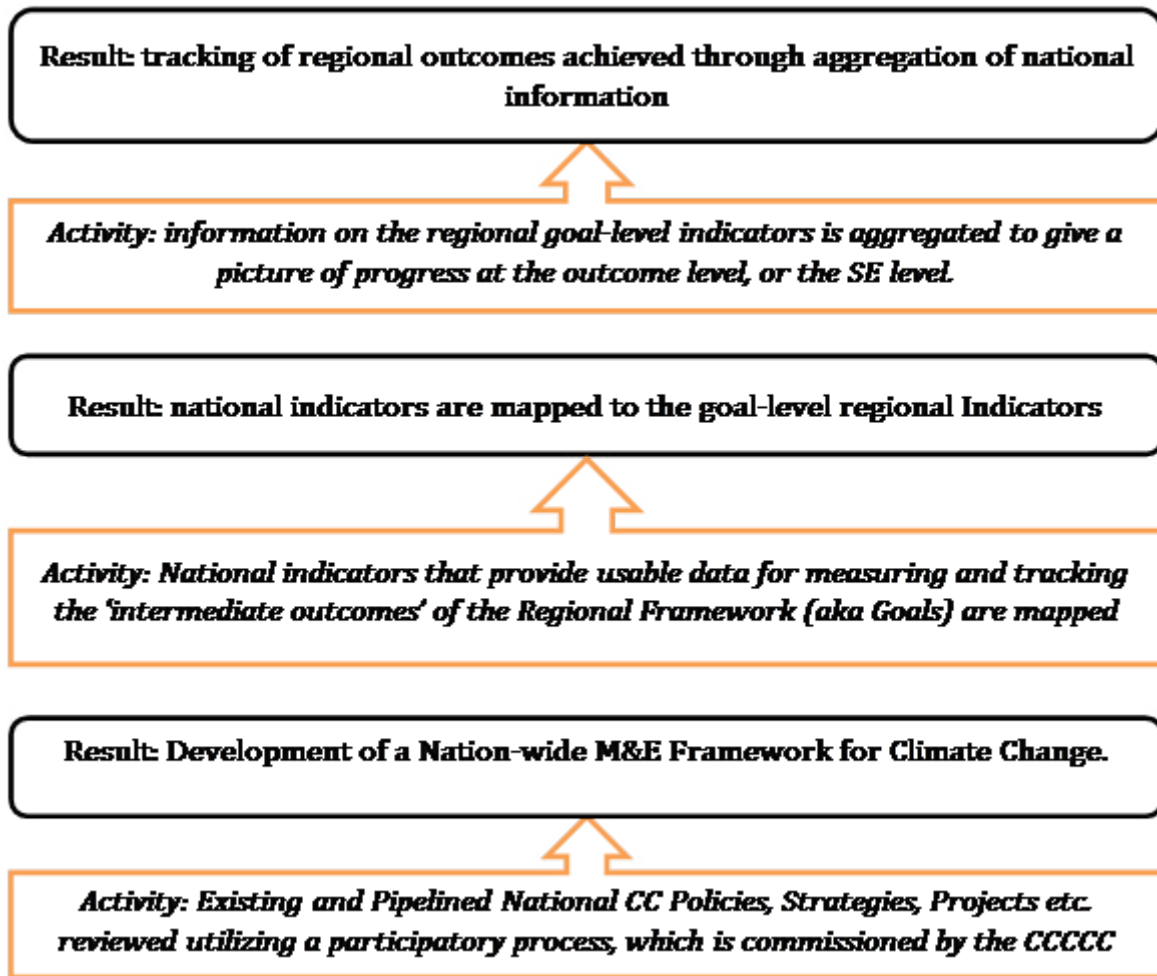 Result: tracking of regional outcomes achieved through aggregation of national
information
Activity: information on the regional goal-level indicators is aggregated to give a
picture of progress at the outcome level, or the SE level.
Result: national indicators are mapped to the goal-level regional Indicators
Activity: National indicators that provide usable data for measuring and tracking
the ‘intermediate outcomes’ of the Regional Framework (aka Goals) are mapped
Result: Development of a Nation-wide M&E Framework for Climate Change.
Activity: Existing and Pipelined National CC Policies, Strategies, Projects etc.
reviewed utilizing a participatory process, which is commissioned by the CCCCC